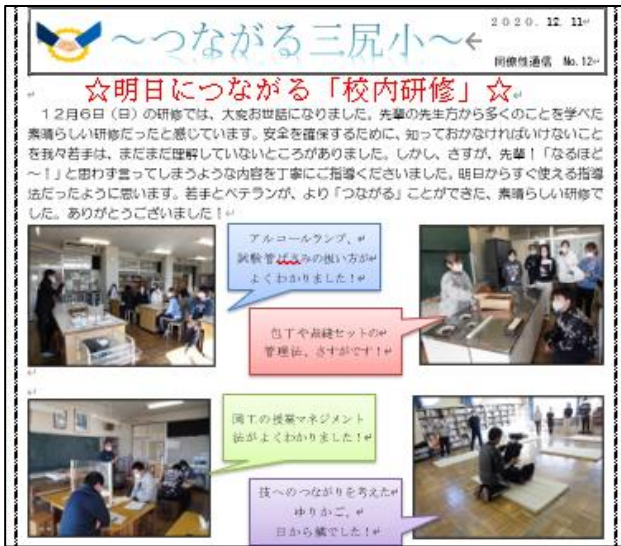 ～つながる三尻小～
2020.12.11
同僚性通信 No.12
☆明日につながる「校内研修」☆
12月6日（日）の研修では、大変お世話になりました。先輩の先生方から多くのことを学べた
素晴らしい研修だったと感じています。安全を確保するために、知っておかなければいけないこと
を我々若手は、まだまだ理解していないところがありました。しかし、さすが、先輩！「なるほど
～！」と思わず言ってしまうような内容を丁寧にご指導くださいました。明日からすぐ使える指導
法だったように思います。若手とベテランが、より「つながる」ことができた、素晴らしい研修で
した。ありがとうございました！
アルコールランプ、
試験管ばさみの扱い方が
よくわかりました！
包丁や裁縫セットの
管理法、さすがです！
図工の授業マネジメント
法がよくわかりました！
技へのつながりを考えた
ゆりかご、
目から鱗でした！